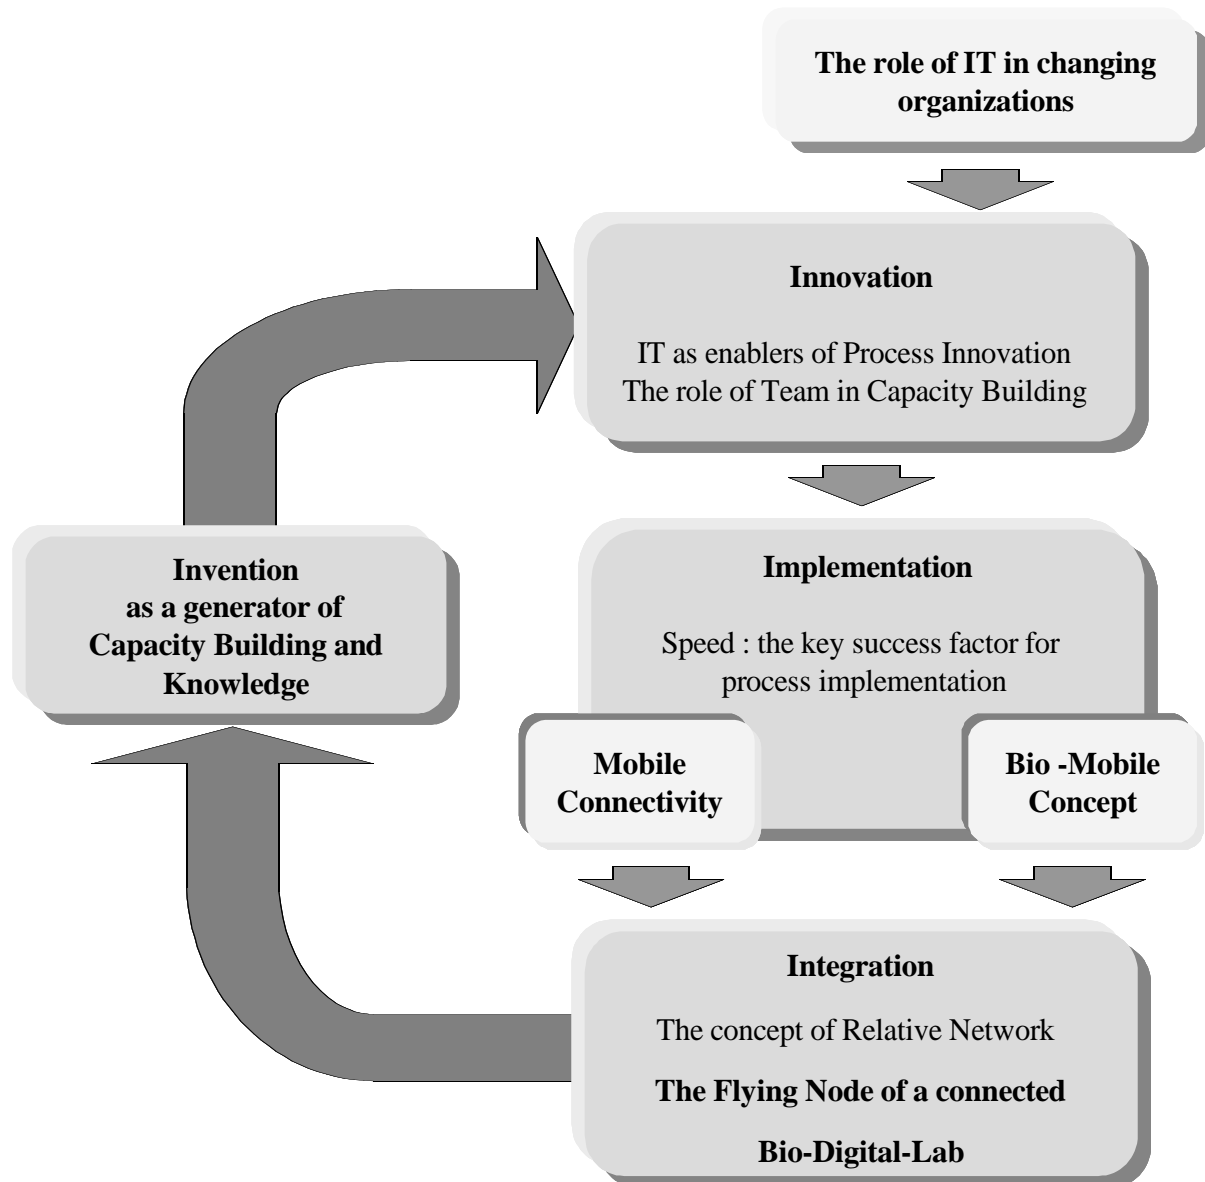 The role of IT in changing
organizations
Innovation
IT as enablers of Process Innovation
The role of Team in Capacity Building
Invention
as a generator of
Capacity Building and
Knowledge
Implementation
Speed : the key success factor for
process implementation
Mobile
Connectivity
Bio -Mobile
Concept
Integration
The concept of Relative Network
The Flying Node of a connected
Bio-Digital-Lab